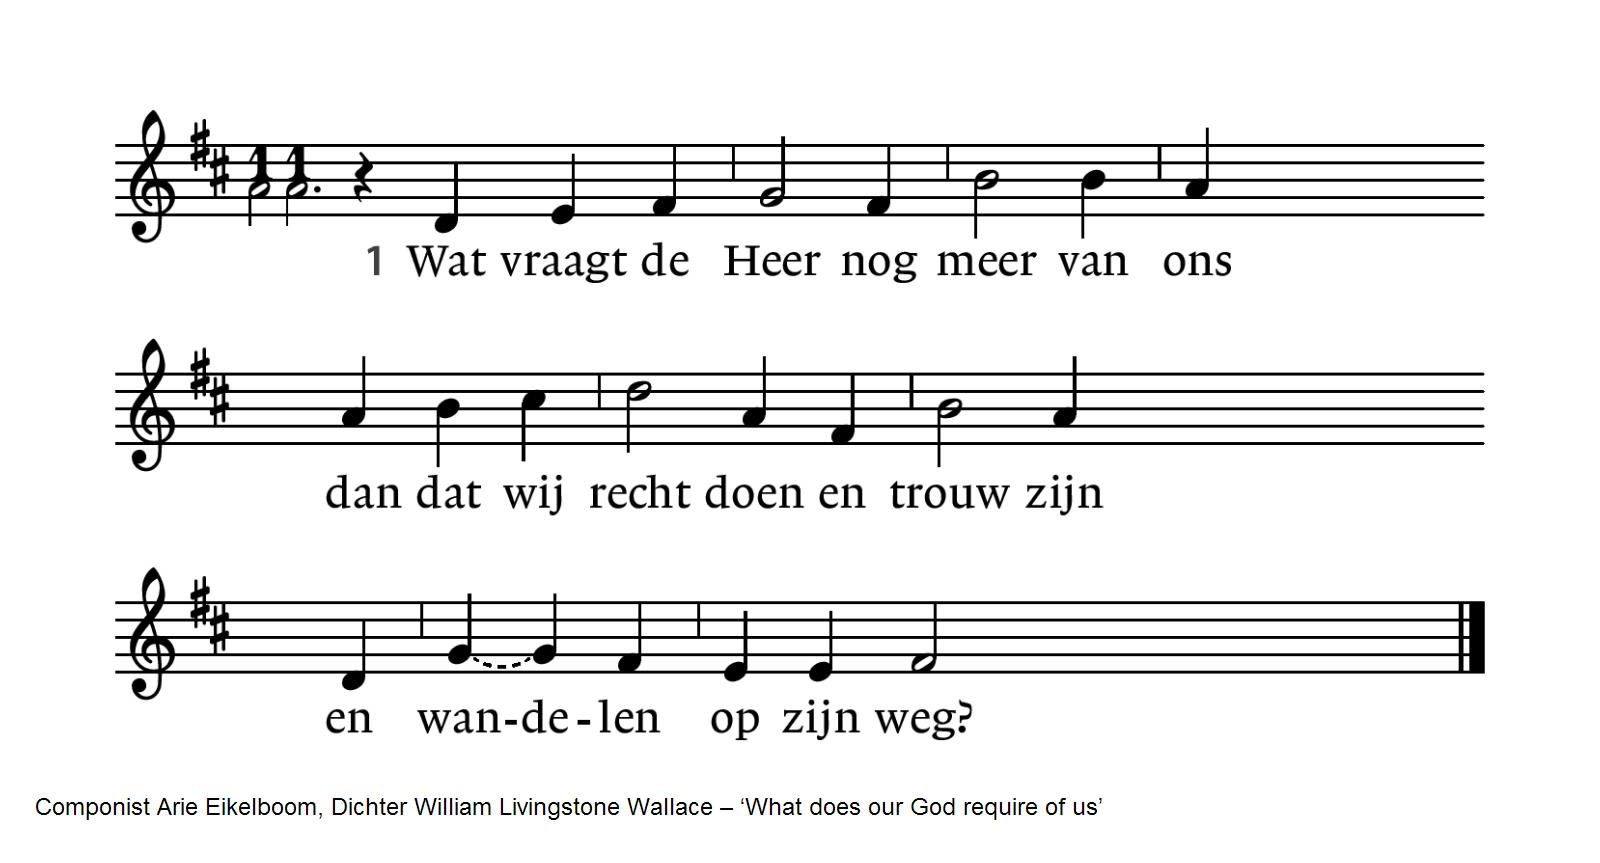 11
1 Wat vraagt de Heer nog meer van ons
dan dat wij recht doen en trouw zijn
en wan-de-len op zijn weg?
Componist Arie Eikelboom, Dichter William Livingstone Wallace – ‘What does our God require of us’